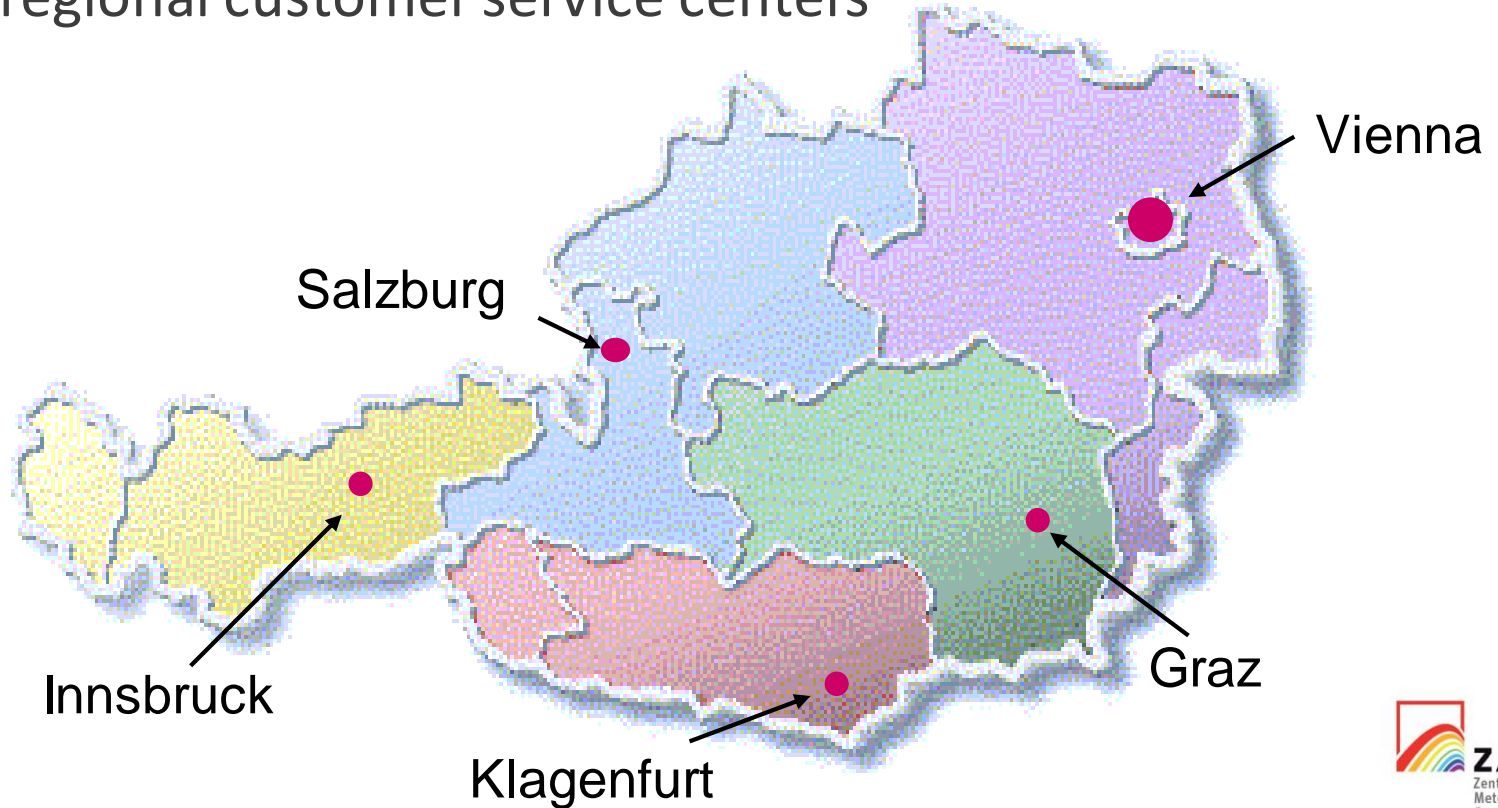 regional customer service centers
Vienna
Salzburg
Innsbruck
Graz
Klagenfurt